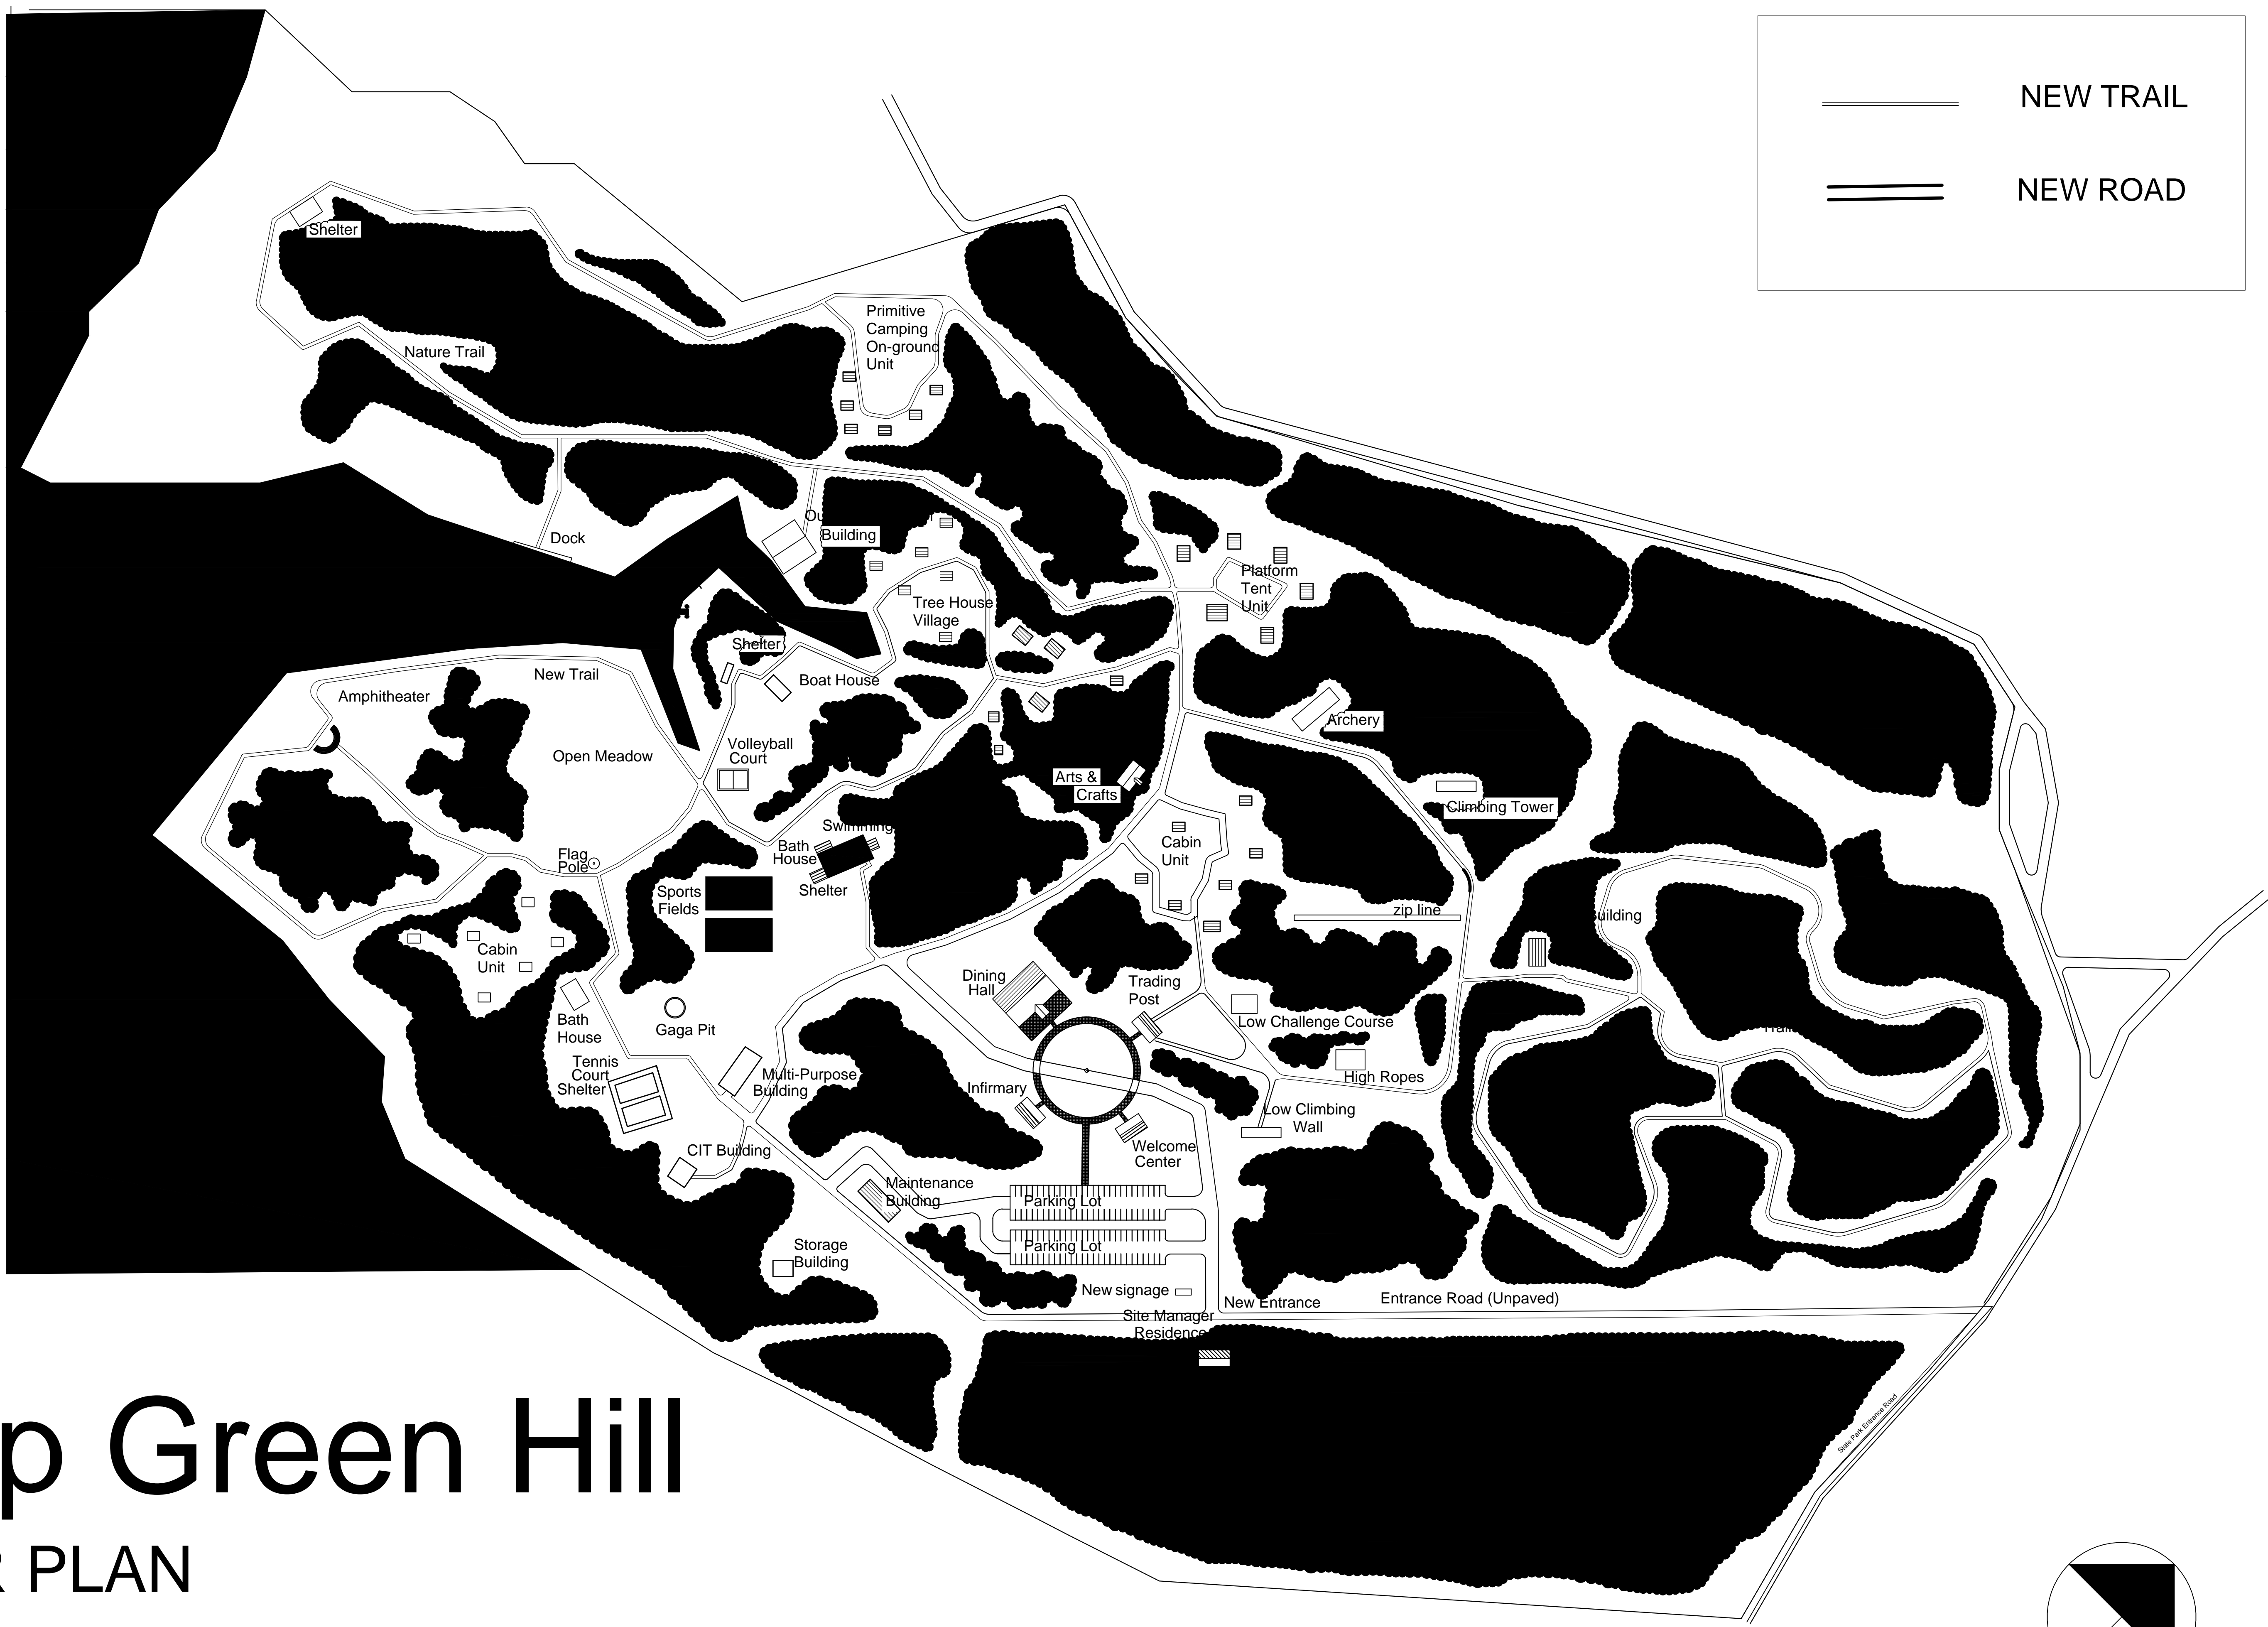 NEW TRAIL
NEW ROAD
Shelter
Primitive
Camping
On-ground
Unit
Nature Trail
Building
Dock
Platform
Tent
Unit
Tree House
Village
Shelter
New Trail
Boat House
Amphitheater
Archery
Volleyball
Court
Open Meadow
Arts &
Crafts
Climbing Tower
Swimming
Bath
House
Cabin
Unit
Flag
Pole
Shelter
Sports
Fields
zip line
Cabin
Unit
Dining
Hall
Trading
Post
Bath
House
Gaga Pit
Low Challenge Course
Tennis
Court
Shelter
Multi-Purpose
Building
Infirmary
High Ropes
Low Climbing
Wall
CIT Building
Welcome
Center
Maintenance
Building
Parking Lot
Parking Lot
Storage
Building
New signage
New Entrance
Entrance Road (Unpaved)
Site Manager
Residence
State Park Entrance Road
p Green Hill
R PLAN